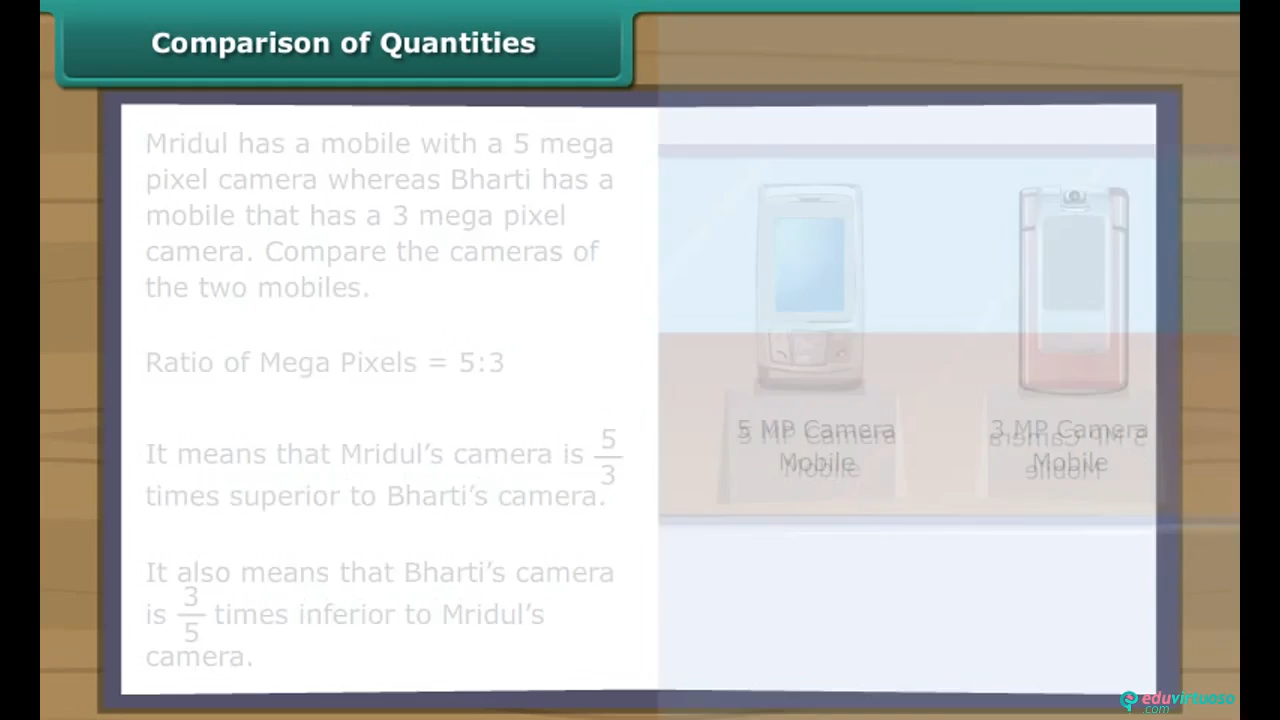 Comparison of Quantities
Mridul has a mobile with a 5 mega
pixel camera whereas Bharti has a
mobile that has a 3 mega pixel
camera. Compare the cameras of
the two mobiles.
Ratio of Mega Pixels = 5:3
It means that Mridul’s camera is 5/3
times superior to Bharti’s camera.
It also means that Bharti’s camera
is 3/5 times inferior to Mridul’s
camera.
5 MP Camera
Mobile
3 MP Camera
Mobile
eduvirtuoso
.com